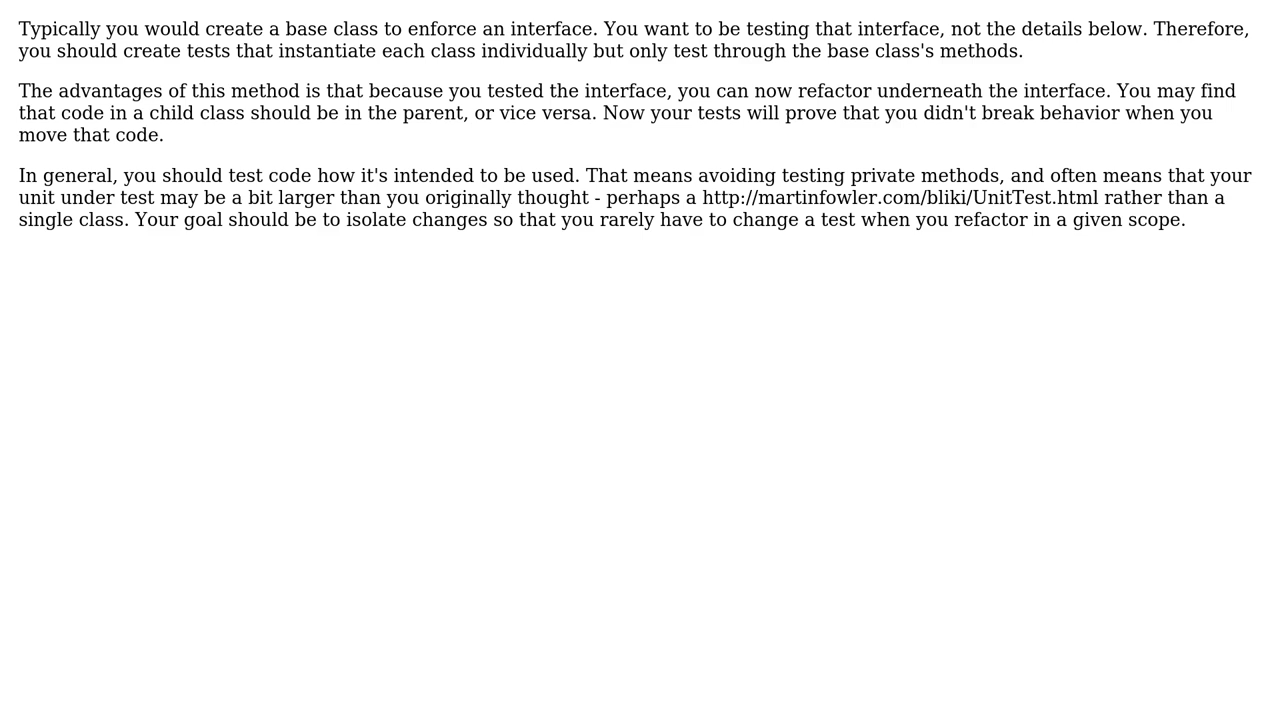 Typically you would create a base class to enforce an interface. You want to be testing that interface, not the details below. Therefore,
you should create tests that instantiate each class individually but only test through the base class's methods.
The advantages of this method is that because you tested the interface, you can now refactor underneath the interface. You may find
that code in a child class should be in the parent, or vice versa. Now your tests will prove that you didn't break behavior when you
move that code.
In general, you should test code how it's intended to be used. That means avoiding testing private methods, and often means that your
unit under test may be a bit larger than you originally thought - perhaps a http://martinfowler.com/bliki/UnitTest.html rather than a
single class. Your goal should be to isolate changes so that you rarely have to change a test when you refactor in a given scope.